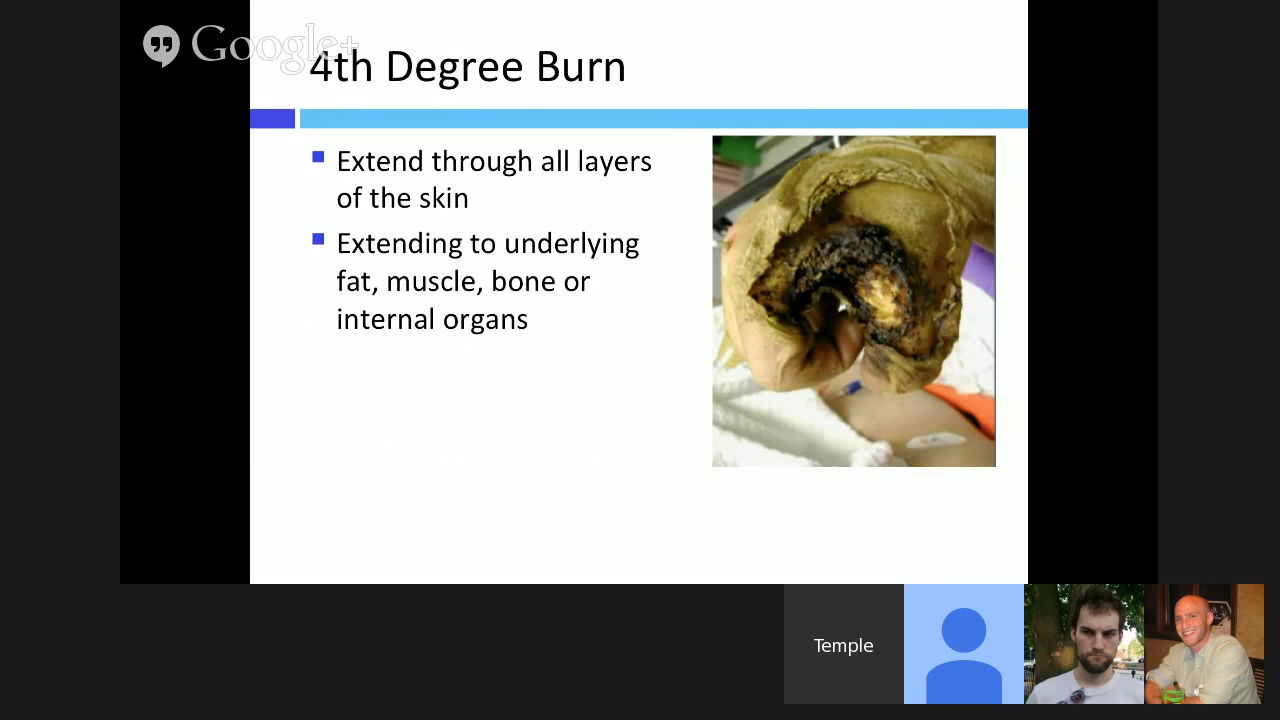 Google+
4th Degree Burn
Extend through all layers
of the skin
Extending to underlying
fat, muscle, bone or
internal organs
Temple